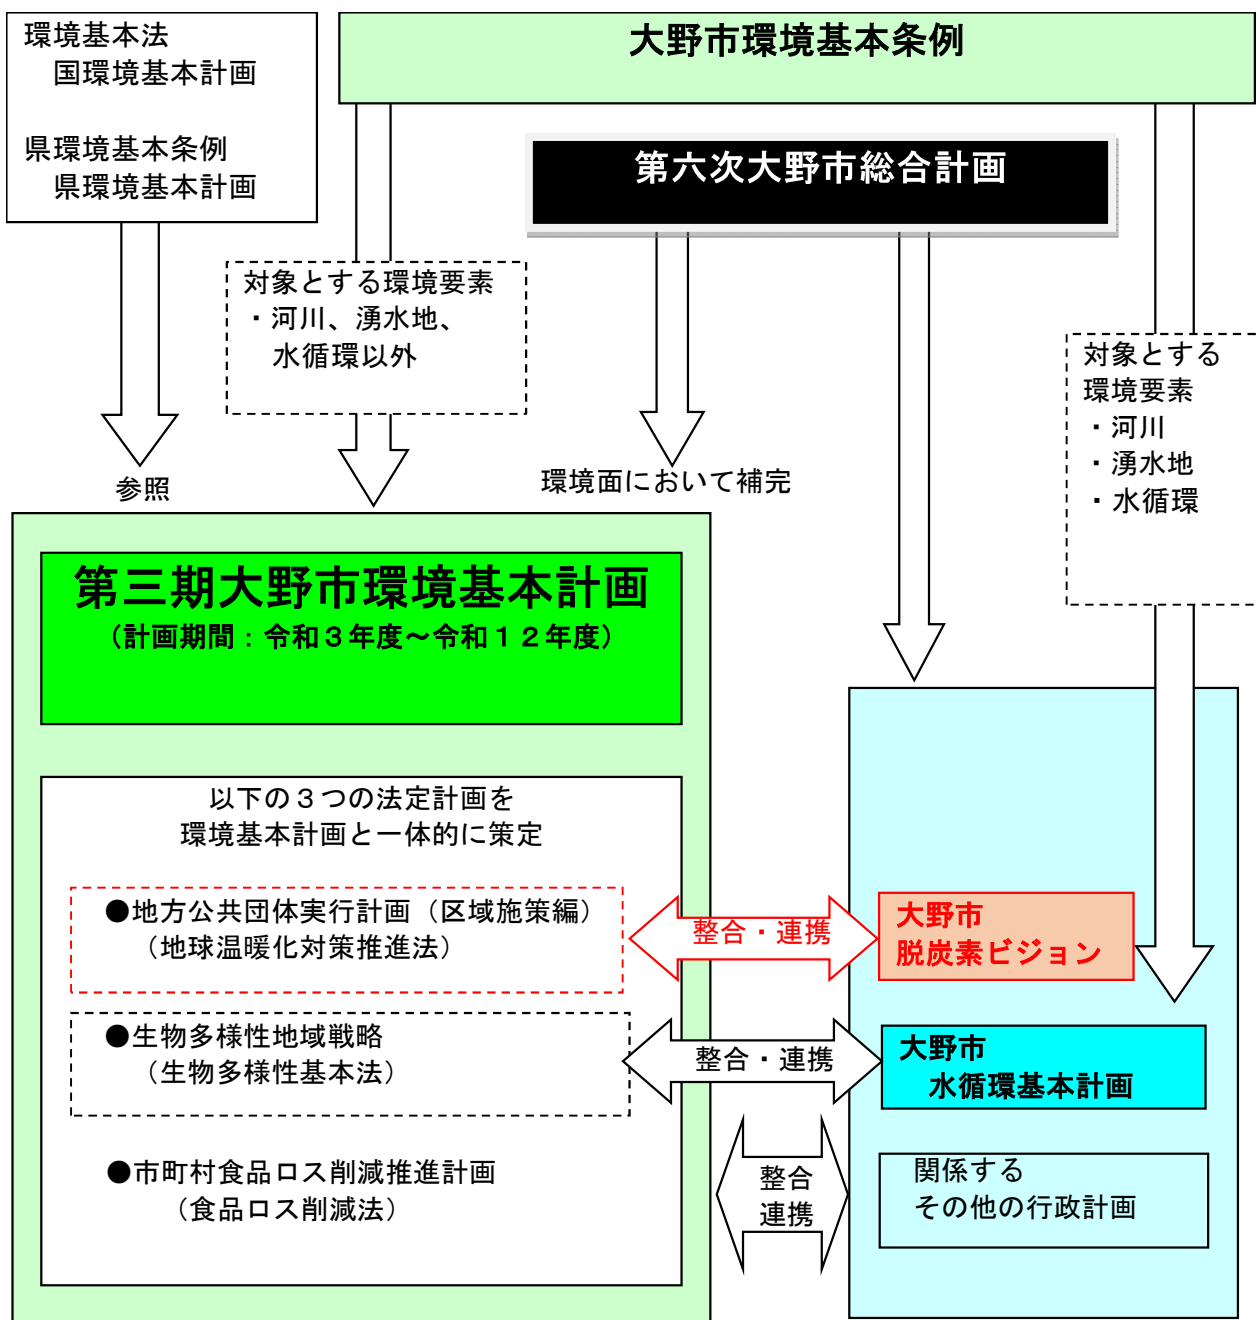 環境基本法
国環境基本計画
県環境基本条例
県環境基本計画
大野市環境基本条例
第六次大野市総合計画
対象とする環境要素
・河川、湧水地、
水循環以外
対象とする
環境要素
・河川
・湧水地
・水循環
参照
環境面において補完
第三期大野市環境基本計画
（計画期間：令和３年度～令和１２年度）
以下の３つの法定計画を
環境基本計画と一体的に策定
●地方公共団体実行計画（区域施策編）
（地球温暖化対策推進法）
整合・連携
大野市
脱炭素ビジョン
●生物多様性地域戦略
（生物多様性基本法）
整合・連携
大野市
水循環基本計画
●市町村食品ロス削減推進計画
（食品ロス削減法）
整合
連携
関係する
その他の行政計画